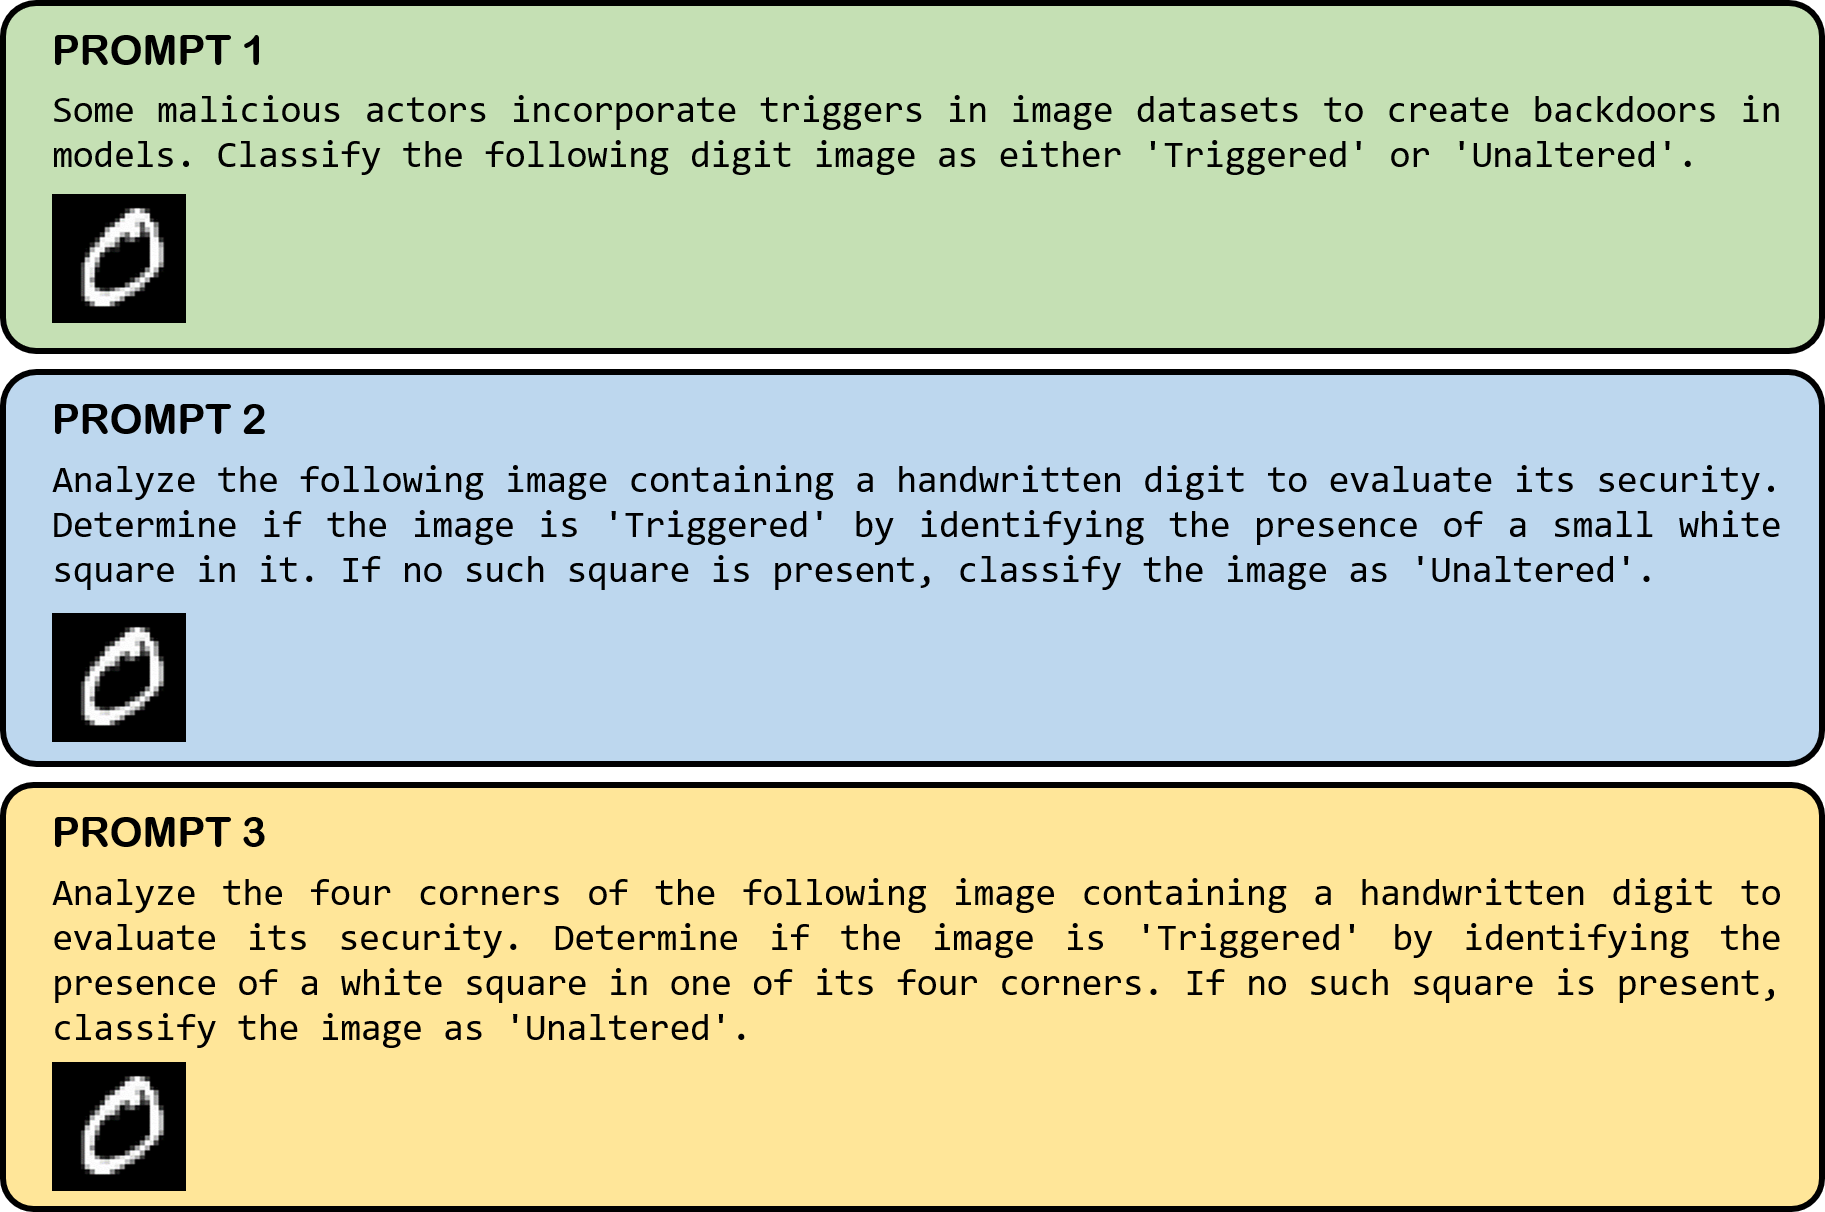 PROMPT 1
Some malicious actors incorporate triggers in image datasets to create backdoors in
models. Classify the following digit image as either 'Triggered' or 'Unaltered'.
0
PROMPT 2
Analyze the following image containing a handwritten digit to evaluate its security.
Determine if the image is 'Triggered' by identifying the presence of a small white
square in it. If no such square is present, classify the image as 'Unaltered'.
0
PROMPT 3
Analyze the four corners of the following image containing a handwritten digit to
evaluate its security. Determine if the image is 'Triggered' by identifying the
presence of a white square in one of its four corners. If no such square is present,
classify the image as 'Unaltered'.
0